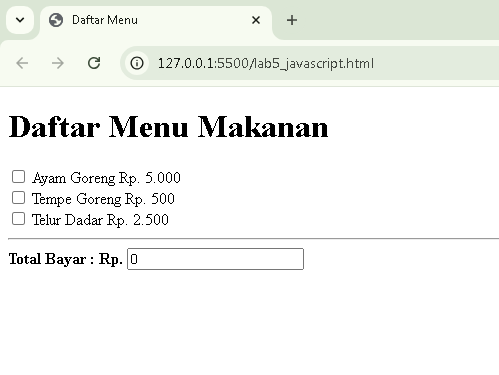 Daftar Menu
127.0.0.1:5500/lab5_javascript.html
Daftar Menu Makanan
Ayam Goreng Rp. 5.000
Tempe Goreng Rp. 500
Telur Dadar Rp. 2.500
Total Bayar : Rp. 0